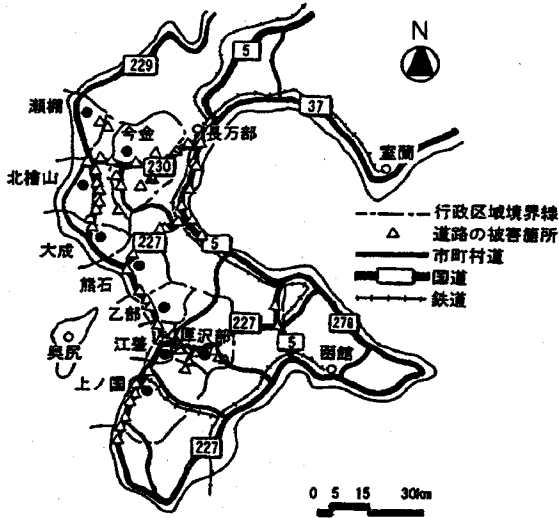 5
N
229
37
瀬棚
今金
長万部
室蘭
230
北檜山
行政区域境界線
道路の被害箇所
市町村道
国道
鉄道
227
5
大成
熊石
乙部
227
278
江差
厚沢部
5
奥尻
函館
上ノ国
227
0 5 15 30km